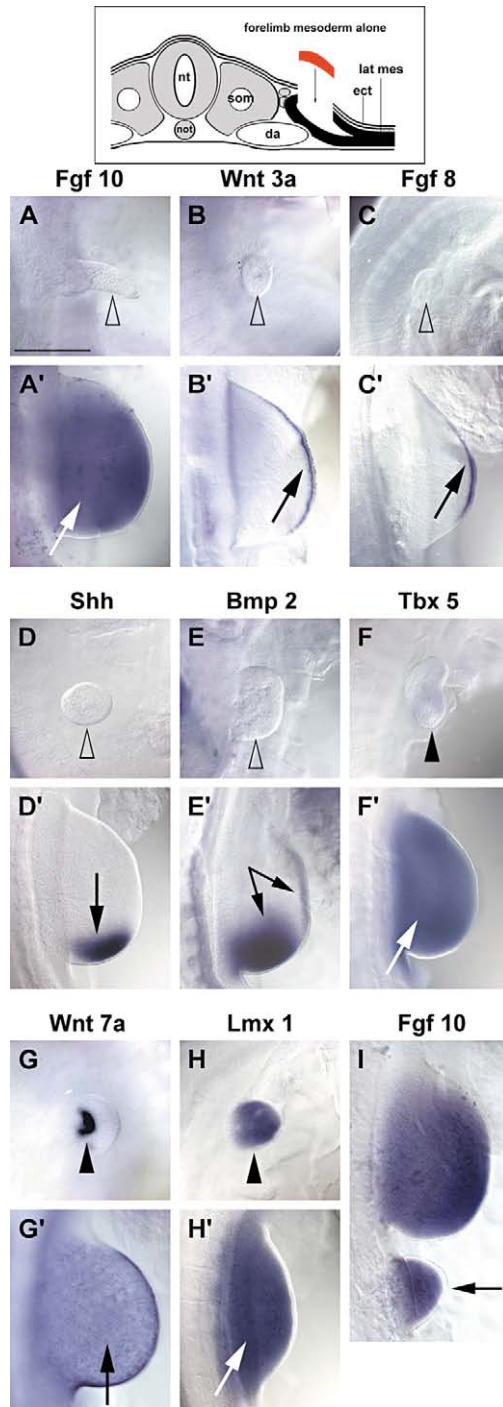 forelimb mesoderm alone
lat mes
ect
nt
som
not
da
Fgf 10 Wnt 3a Fgf 8
A B C
A' B' C'
Shh Bmp 2 Tbx 5
D E F
D' E' F'
Wnt 7a Lmx 1 Fgf 10
G H I
G' H'